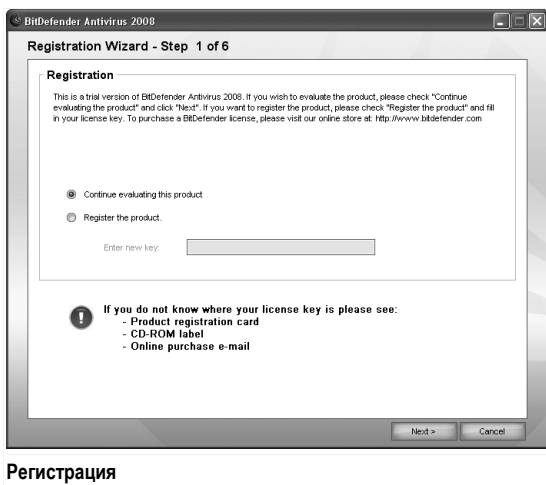 BitDefender Antivirus 2008
Registration Wizard - Step 1 of 6
Registration
This is a trial version of BitDefender Antivirus 2008. If you wish to evaluate the product, please check "Continue
evaluating the product" and click "Next". If you want to register the product, please check "Register the product" and fill
in your license key. To purchase a BitDefender license, please visit our online store at: http://www.bitdefender.com
Continue evaluating this product
Register the product.
Enter new key:
If you do not know where your license key is please see:
- Product registration card
- CD-ROM label
- Online purchase e-mail
Next >
Cancel
Регистрация